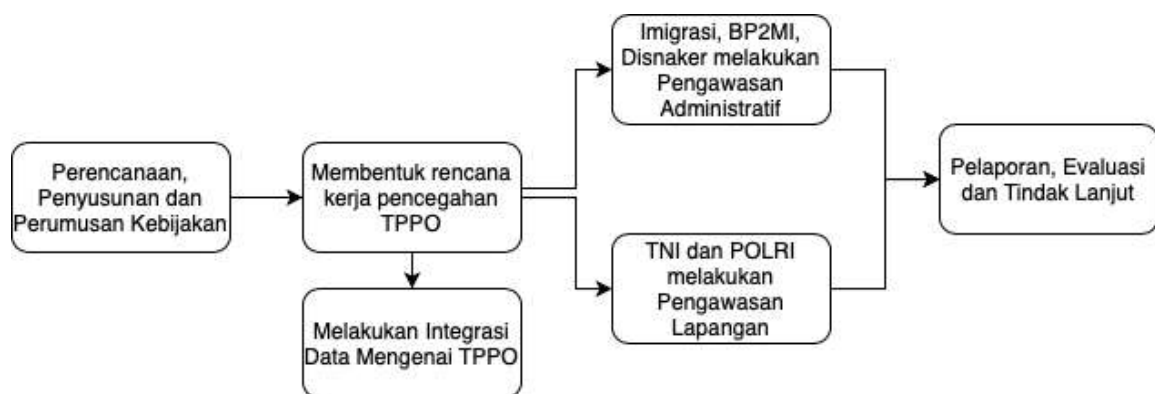 Perencanaan,
Penyusunan dan
Perumusan Kebijakan
Membentuk rencana
kerja pencegahan
TPPO
Melakukan Integrasi
Data Mengenai TPPO
Imigrasi, BP2MI,
Disnaker melakukan
Pengawasan
Administratif
TNI dan POLRI
melakukan
Pengawasan
Lapangan
Pelaporan, Evaluasi
dan Tindak Lanjut